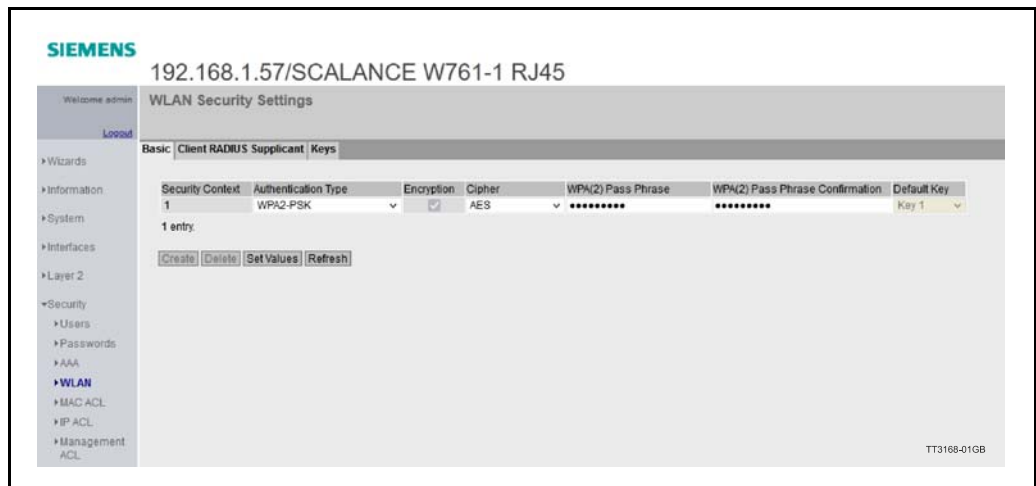 SIEMENS
192.168.1.57/SCALANCE W761-1 RJ45
Welcome admin
Logout
WLAN Security Settings
Basic Client RADIUS Supplicant Keys
Wizards
Information
System
Interfaces
Layer 2
Security
Users
Passwords
AAA
WLAN
MAC ACL
IP ACL
Management
ACL
Security Context Authentication Type Encryption Cipher WPA(2) Pass Phrase WPA(2) Pass Phrase Confirmation Default Key
1 WPA2-PSK AES ●●●●●●●●● ●●●●●●●●● Key 1
1 entry.
Create Delete Set Values Refresh
TT3168-01GB